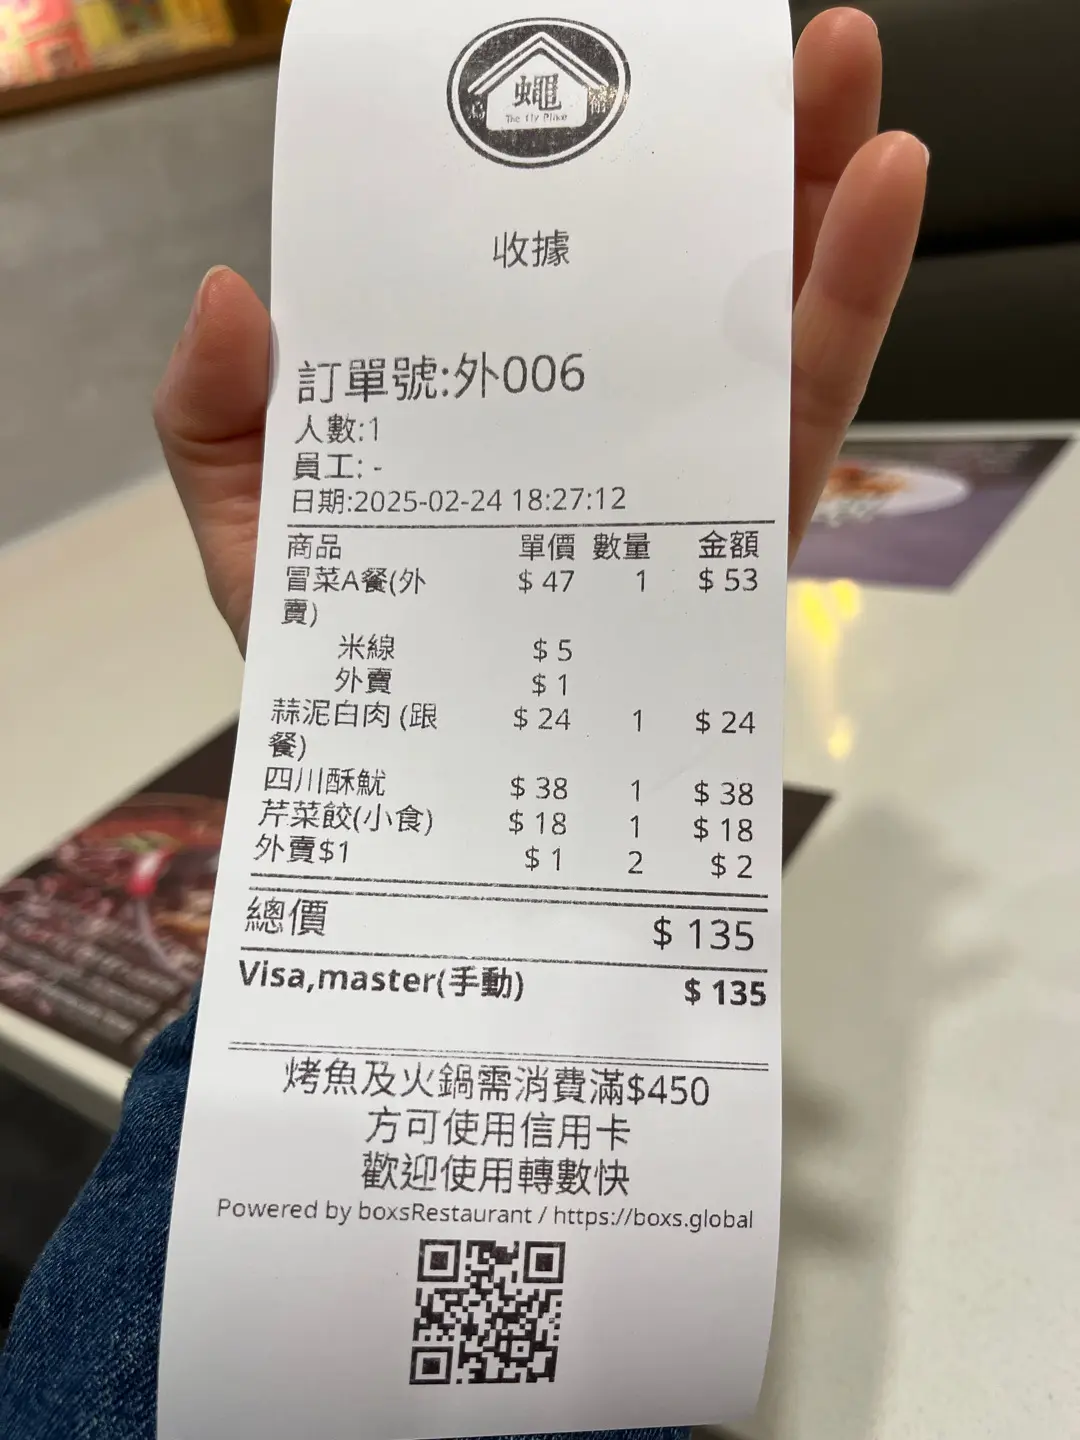 蠅
The Fly Place
收據
訂單號:外006
人數:1
員工: -
日期:2025-02-24 18:27:12
商品 單價 數量 金額
冒菜A餐(外 $ 47 1 $ 53
賣)
米線 $ 5
外賣 $ 1
蒜泥白肉 (跟 $ 24 1 $ 24
餐)
四川酥魷 $ 38 1 $ 38
芹菜餃(小食) $ 18 1 $ 18
外賣$1 $ 1 2 $ 2
總價 $ 135
Visa,master(手動) $ 135
烤魚及火鍋需消費滿$450
方可使用信用卡
歡迎使用轉數快
Powered by boxsRestaurant / https://boxs.global